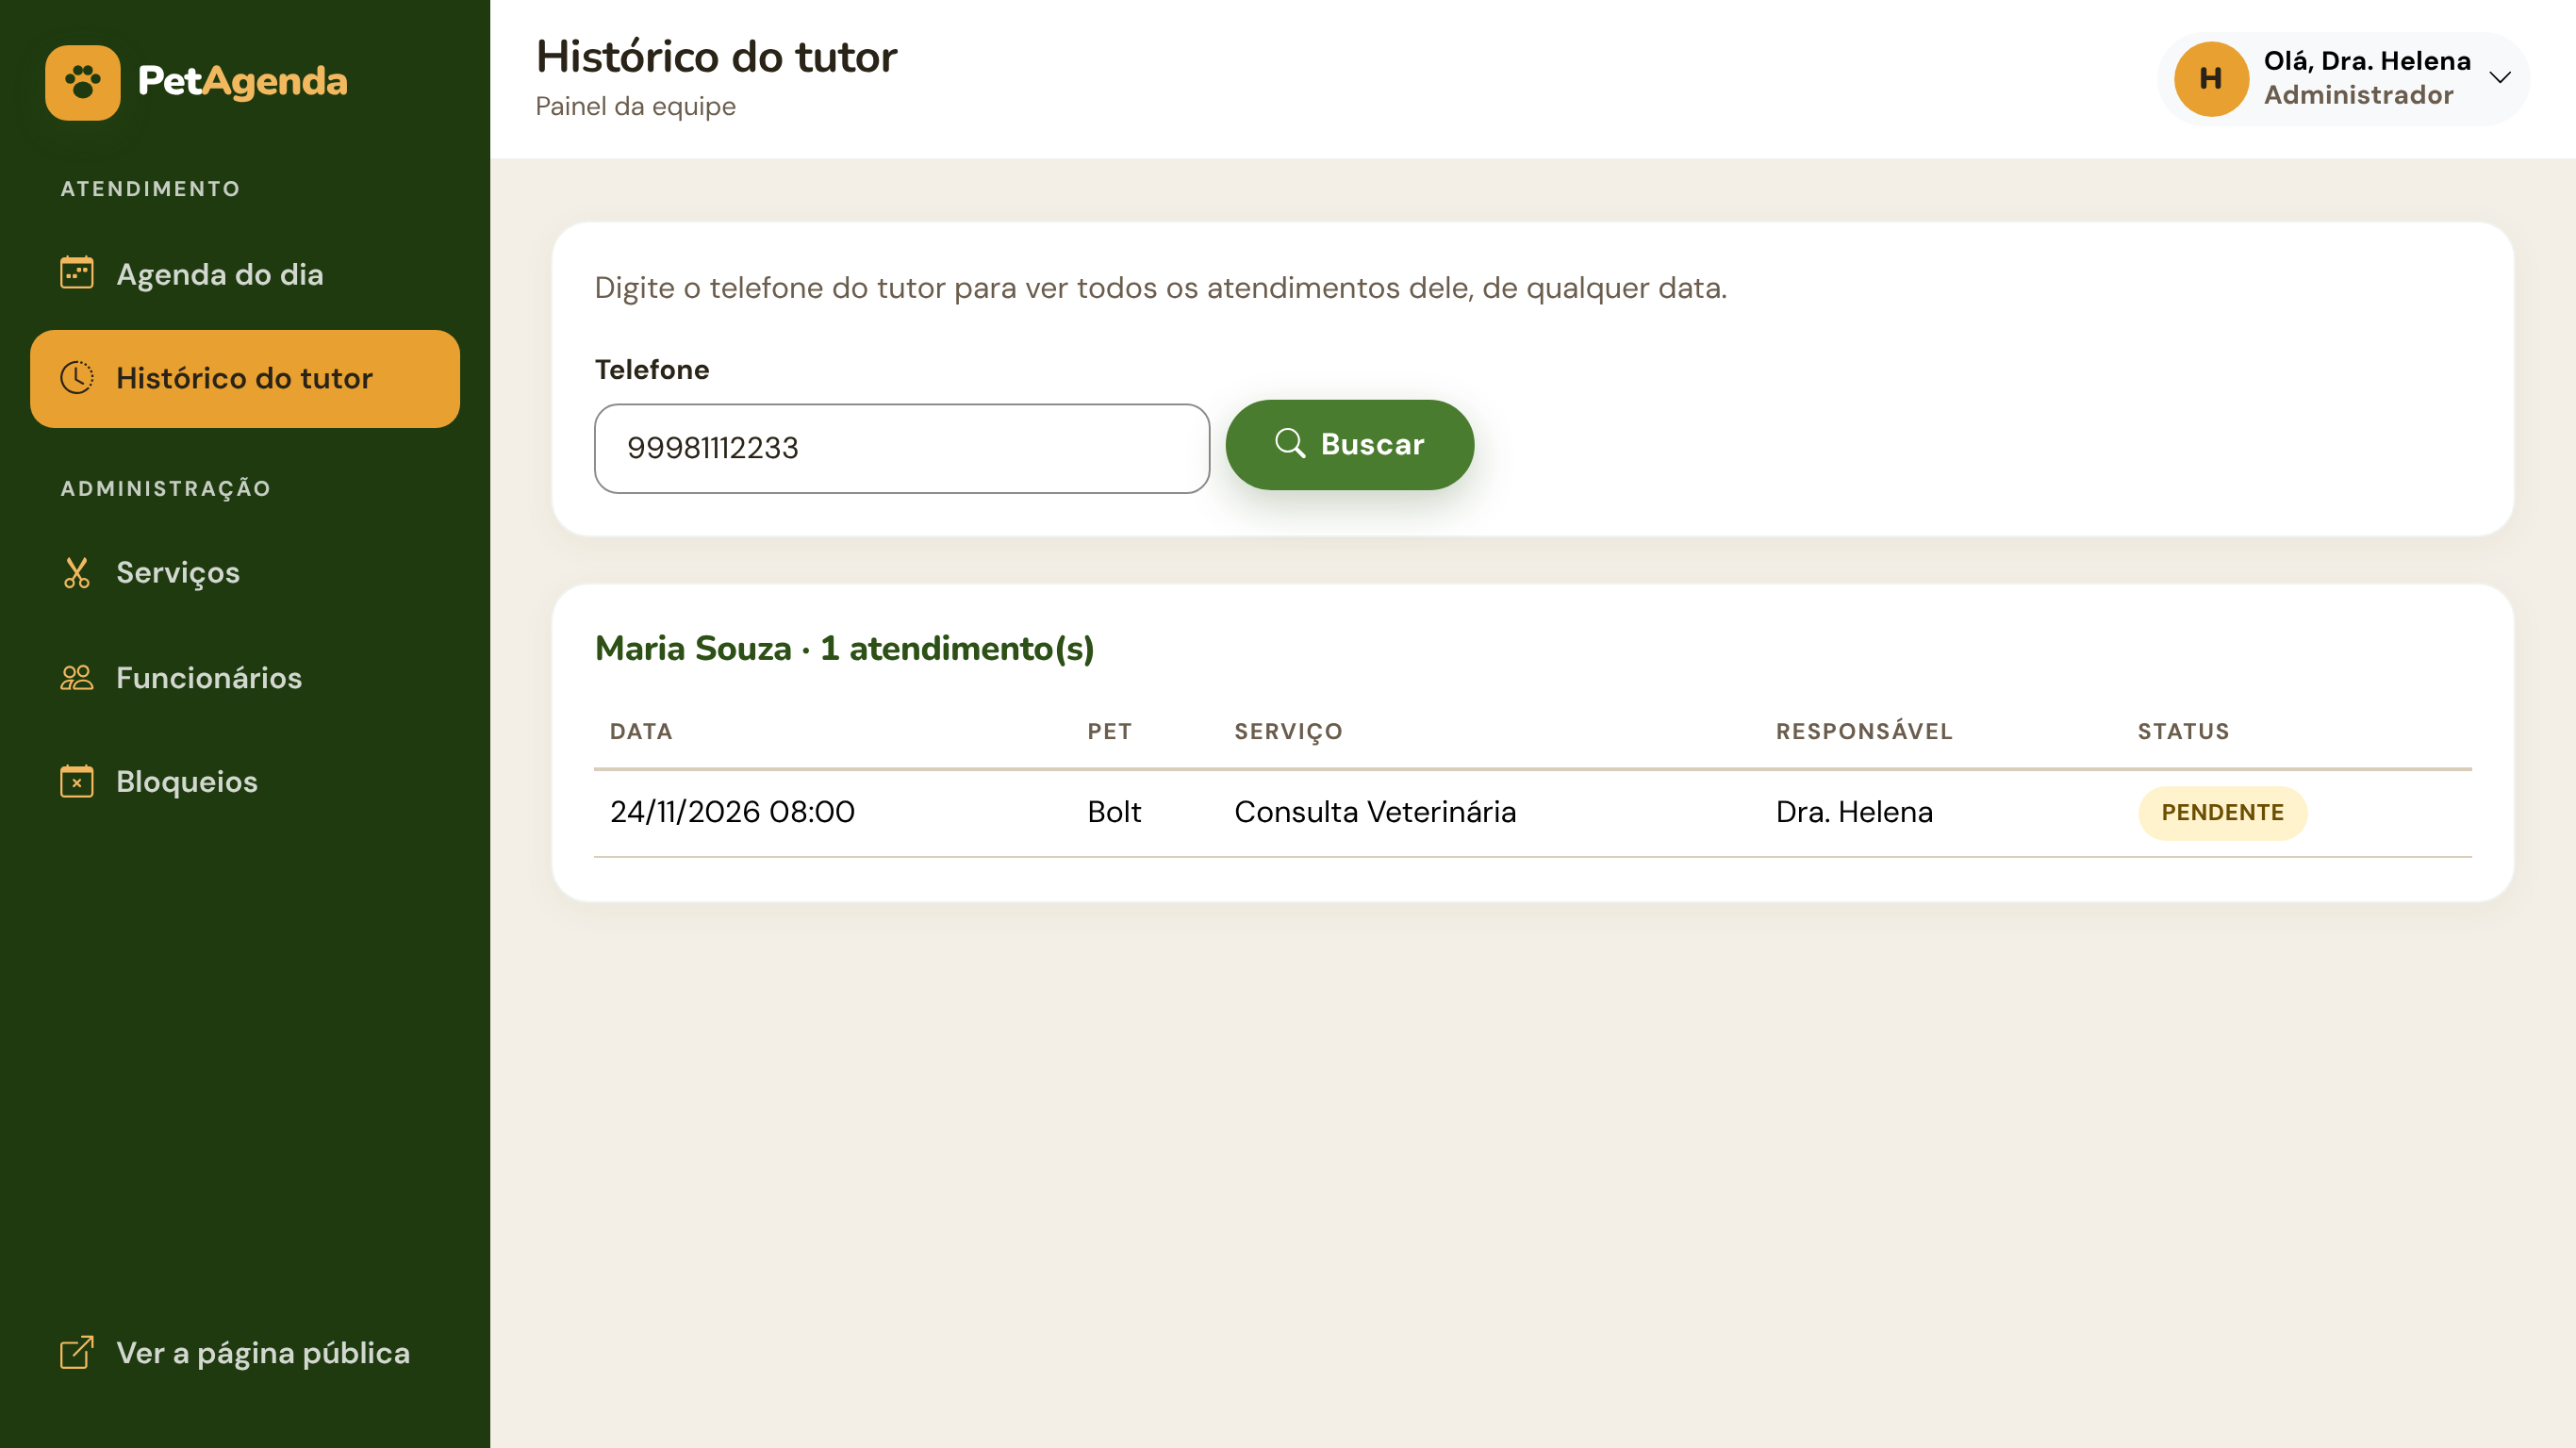 PetAgenda
ATENDIMENTO
Agenda do dia
Histórico do tutor
ADMINISTRAÇÃO
Serviços
Funcionários
Bloqueios
Ver a página pública
Histórico do tutor
Painel da equipe
H
Olá, Dra. Helena
Administrador
Digite o telefone do tutor para ver todos os atendimentos dele, de qualquer data.
Telefone
99981112233
Buscar
Maria Souza · 1 atendimento(s)
DATA PET SERVIÇO RESPONSÁVEL STATUS
24/11/2026 08:00 Bolt Consulta Veterinária Dra. Helena PENDENTE